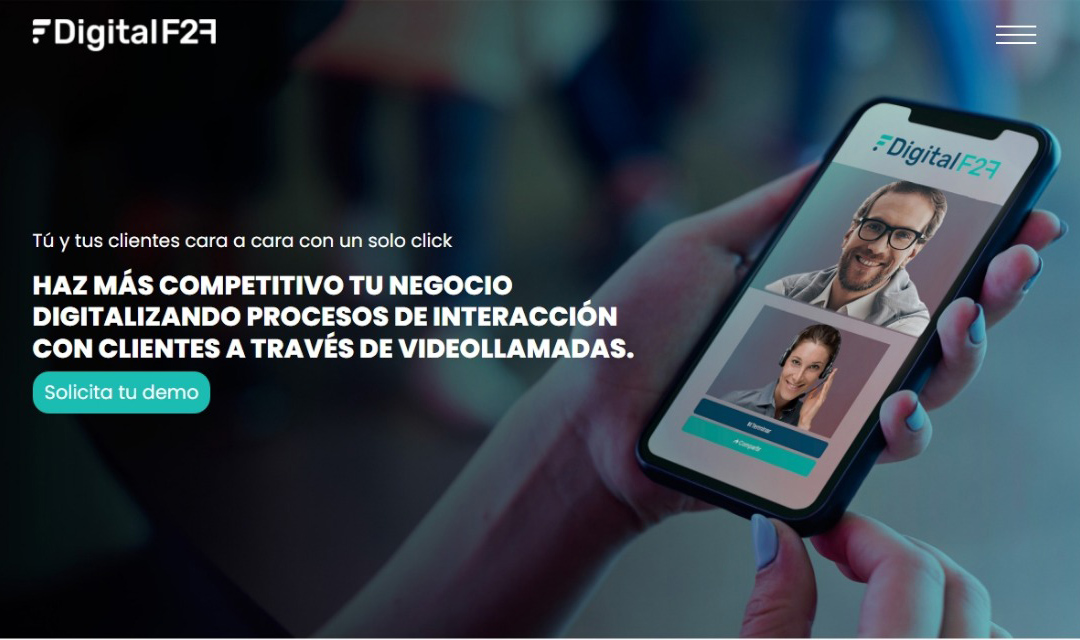 DigitalF2F
DigitalF2F
Tú y tus clientes cara a cara con un solo click
HAZ MÁS COMPETITIVO TU NEGOCIO
DIGITALIZANDO PROCESOS DE INTERACCIÓN
CON CLIENTES A TRAVÉS DE VIDEOLLAMADAS.
Solicita tu demo
Terminar
Compartir